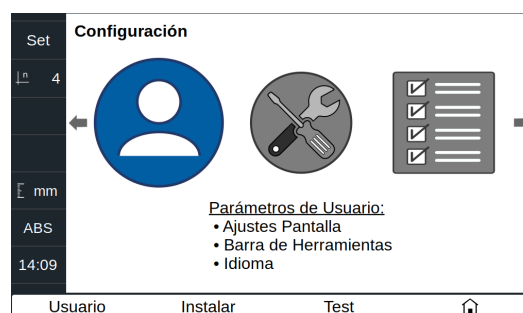 Set
Configuración
n 4
mm
ABS
14:09
Parámetros de Usuario:
• Ajustes Pantalla
• Barra de Herramientas
• Idioma
Usuario Instalar Test